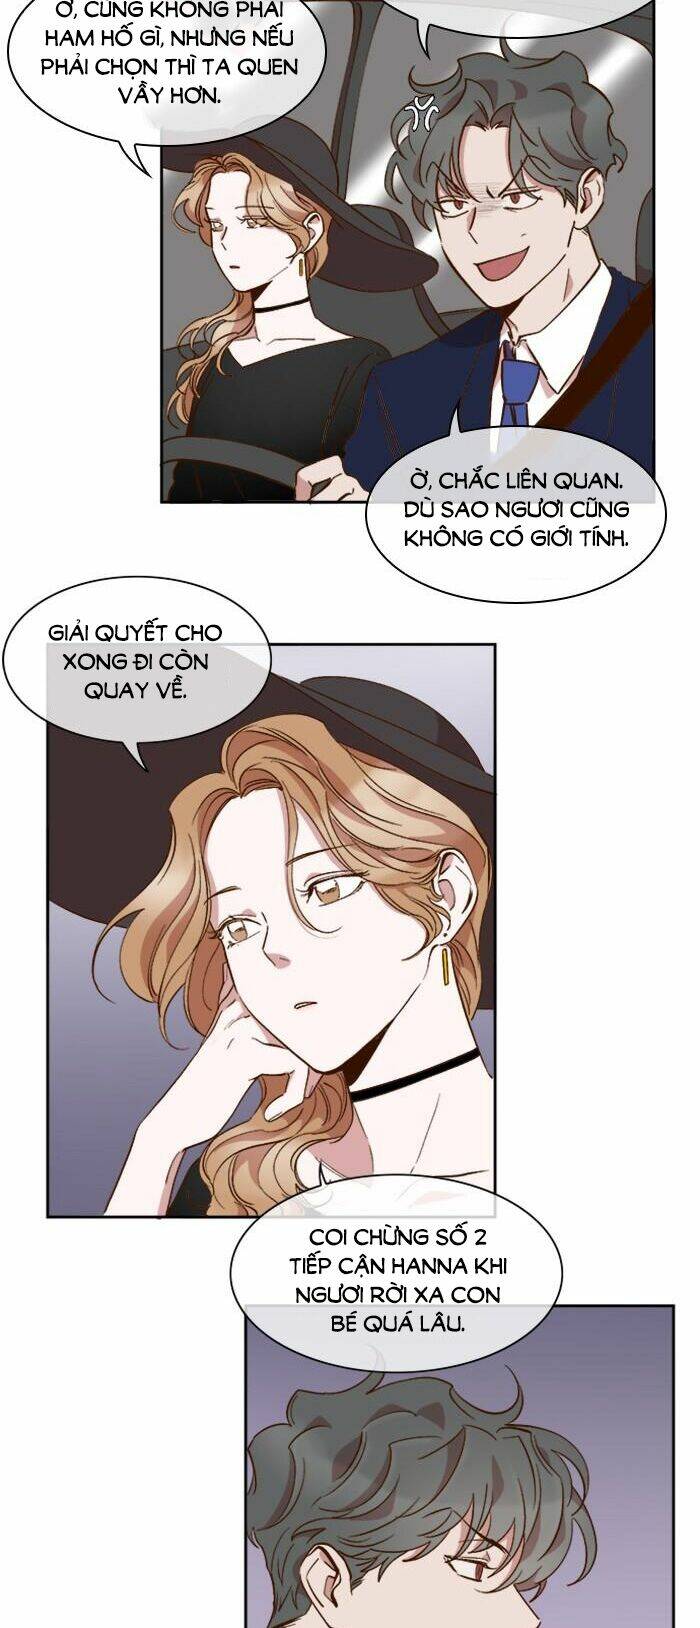 Ờ, CŨNG KHÔNG PHẢI
HAM HỐ GÌ, NHƯNG NẾU
PHẢI CHỌN THÌ TA QUEN
VẦY HƠN.
Ờ, CHẮC LIÊN QUAN.
DÙ SAO NGƯƠI CŨNG
KHÔNG CÓ GIỚI TÍNH.
GIẢI QUYẾT CHO
XONG ĐI CÒN
QUAY VỀ.
COI CHỪNG SỐ 2
TIẾP CẬN HANNA KHI
NGƯƠI RỜI XA CON
BÉ QUÁ LÂU.